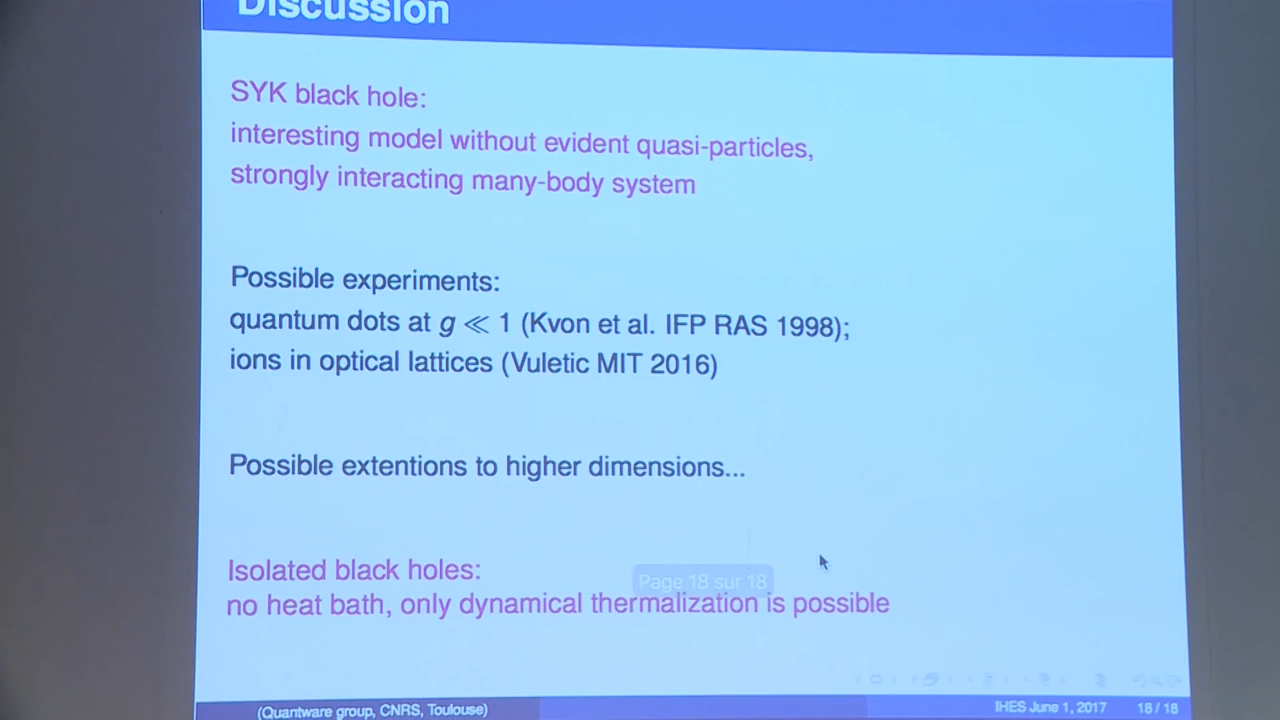 Discussion
SYK black hole:
interesting model without evident quasi-particles,
strongly interacting many-body system
Possible experiments:
quantum dots at g ≪ 1 (Kvon et al. IFP RAS 1998);
ions in optical lattices (Vuletic MIT 2016)
Possible extentions to higher dimensions...
Isolated black holes:
Page 18 sur 18
no heat bath, only dynamical thermalization is possible
(Quantware group, CNRS, Toulouse)
IHES June 1, 2017
18 / 18